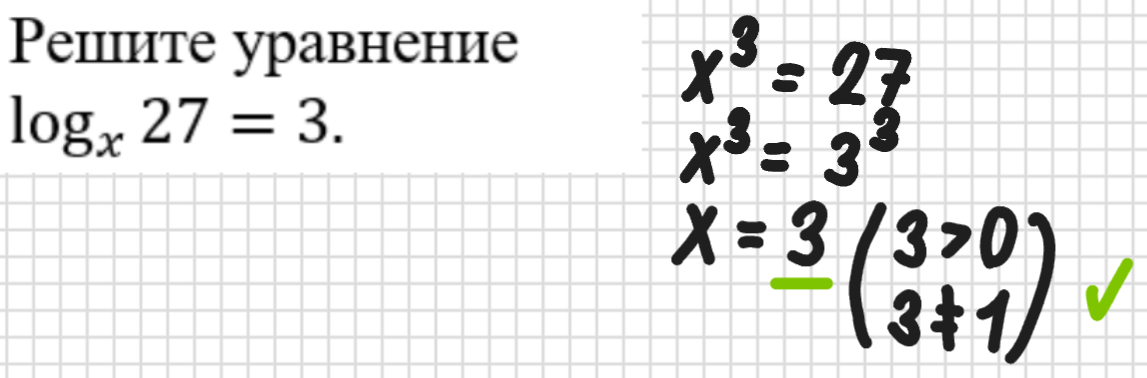 Решите уравнение
logₓ 27 = 3.
x³ = 27
x³ = 3³
x = 3 (3 > 0
3 ≠ 1) ✓